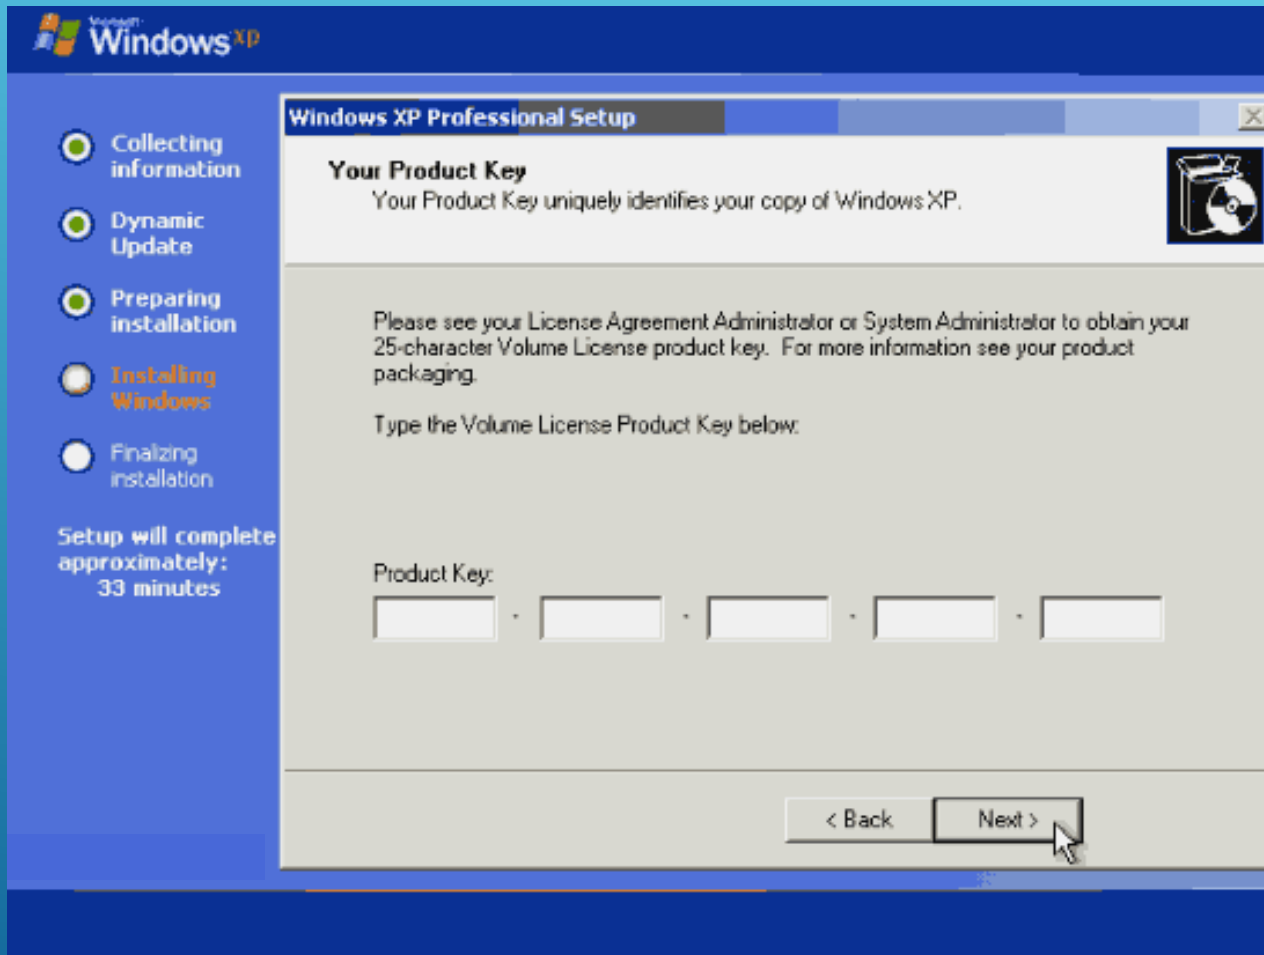 Microsoft
Windows xp
Collecting
information
Dynamic
Update
Preparing
installation
Installing
Windows
Finalizing
installation
Setup will complete
approximately:
33 minutes
Windows XP Professional Setup
Your Product Key
Your Product Key uniquely identifies your copy of Windows XP.
Please see your License Agreement Administrator or System Administrator to obtain your
25-character Volume License product key. For more information see your product
packaging.
Type the Volume License Product Key below:
Product Key:
- - - -
< Back
Next >